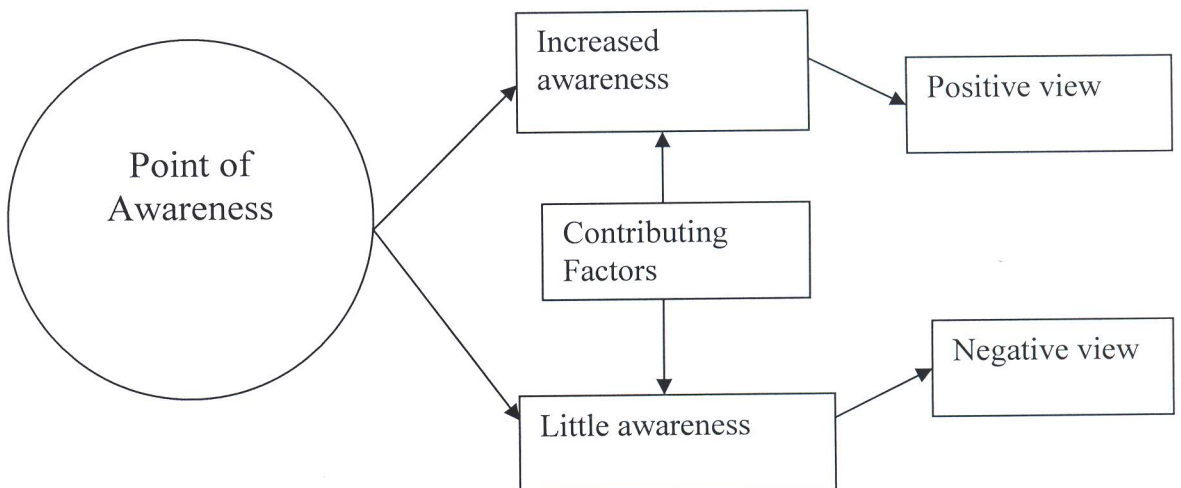 Point of
Awareness
Increased
awareness
Positive view
Contributing
Factors
Negative view
Little awareness